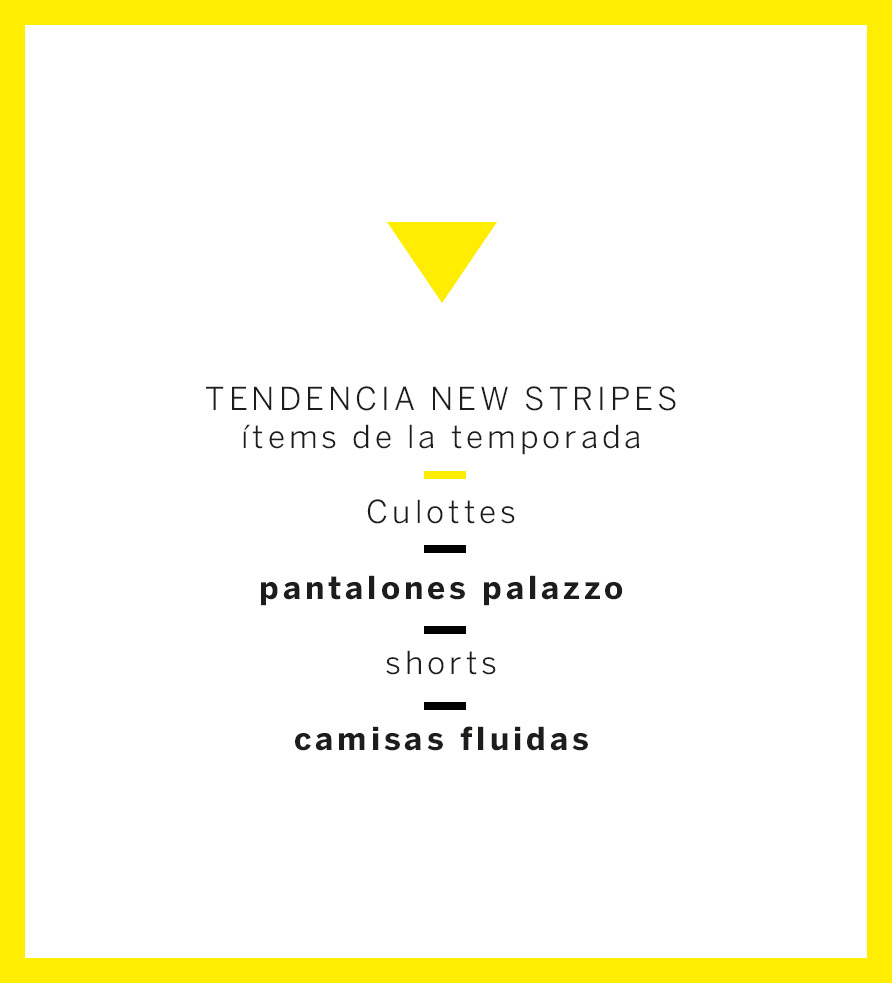 TENDENCIA NEW STRIPES
ítems de la temporada
Culottes
pantalones palazzo
shorts
camisas fluidas